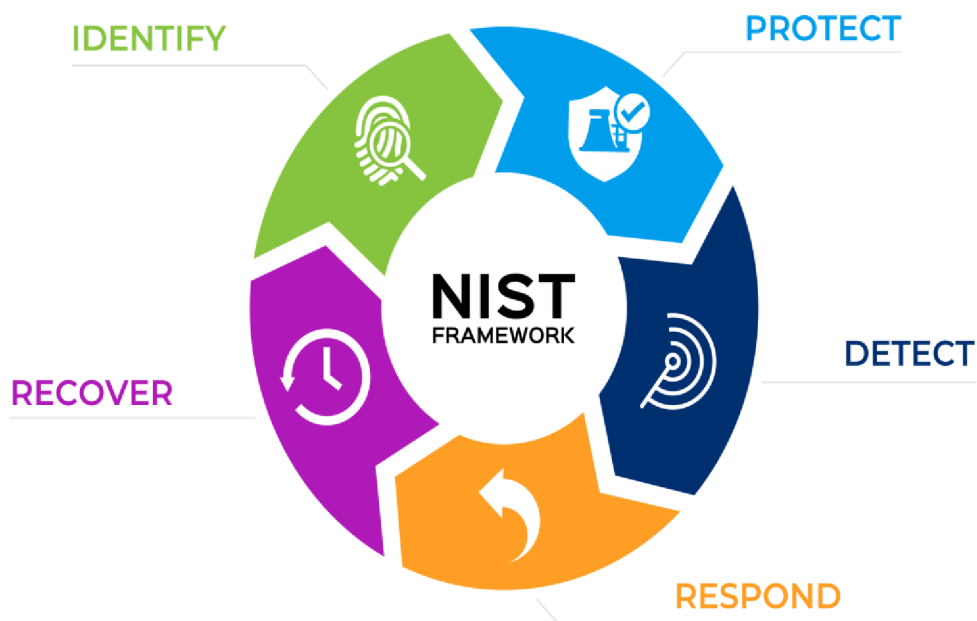 IDENTIFY
PROTECT
NIST
FRAMEWORK
DETECT
RECOVER
RESPOND